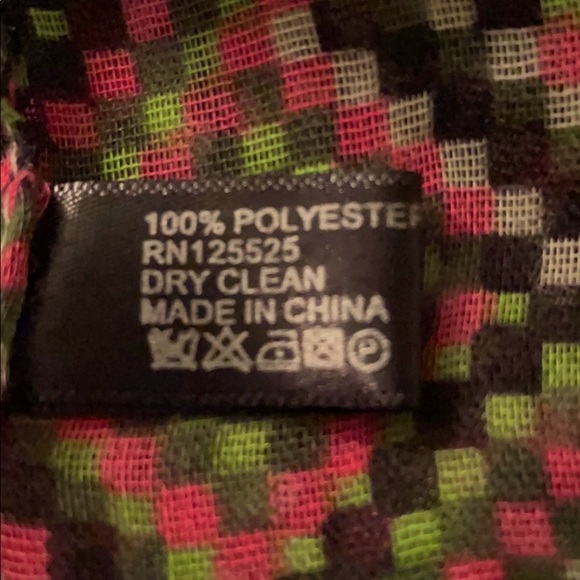 100% POLYESTER
RN125525
DRY CLEAN
MADE IN CHINA
P